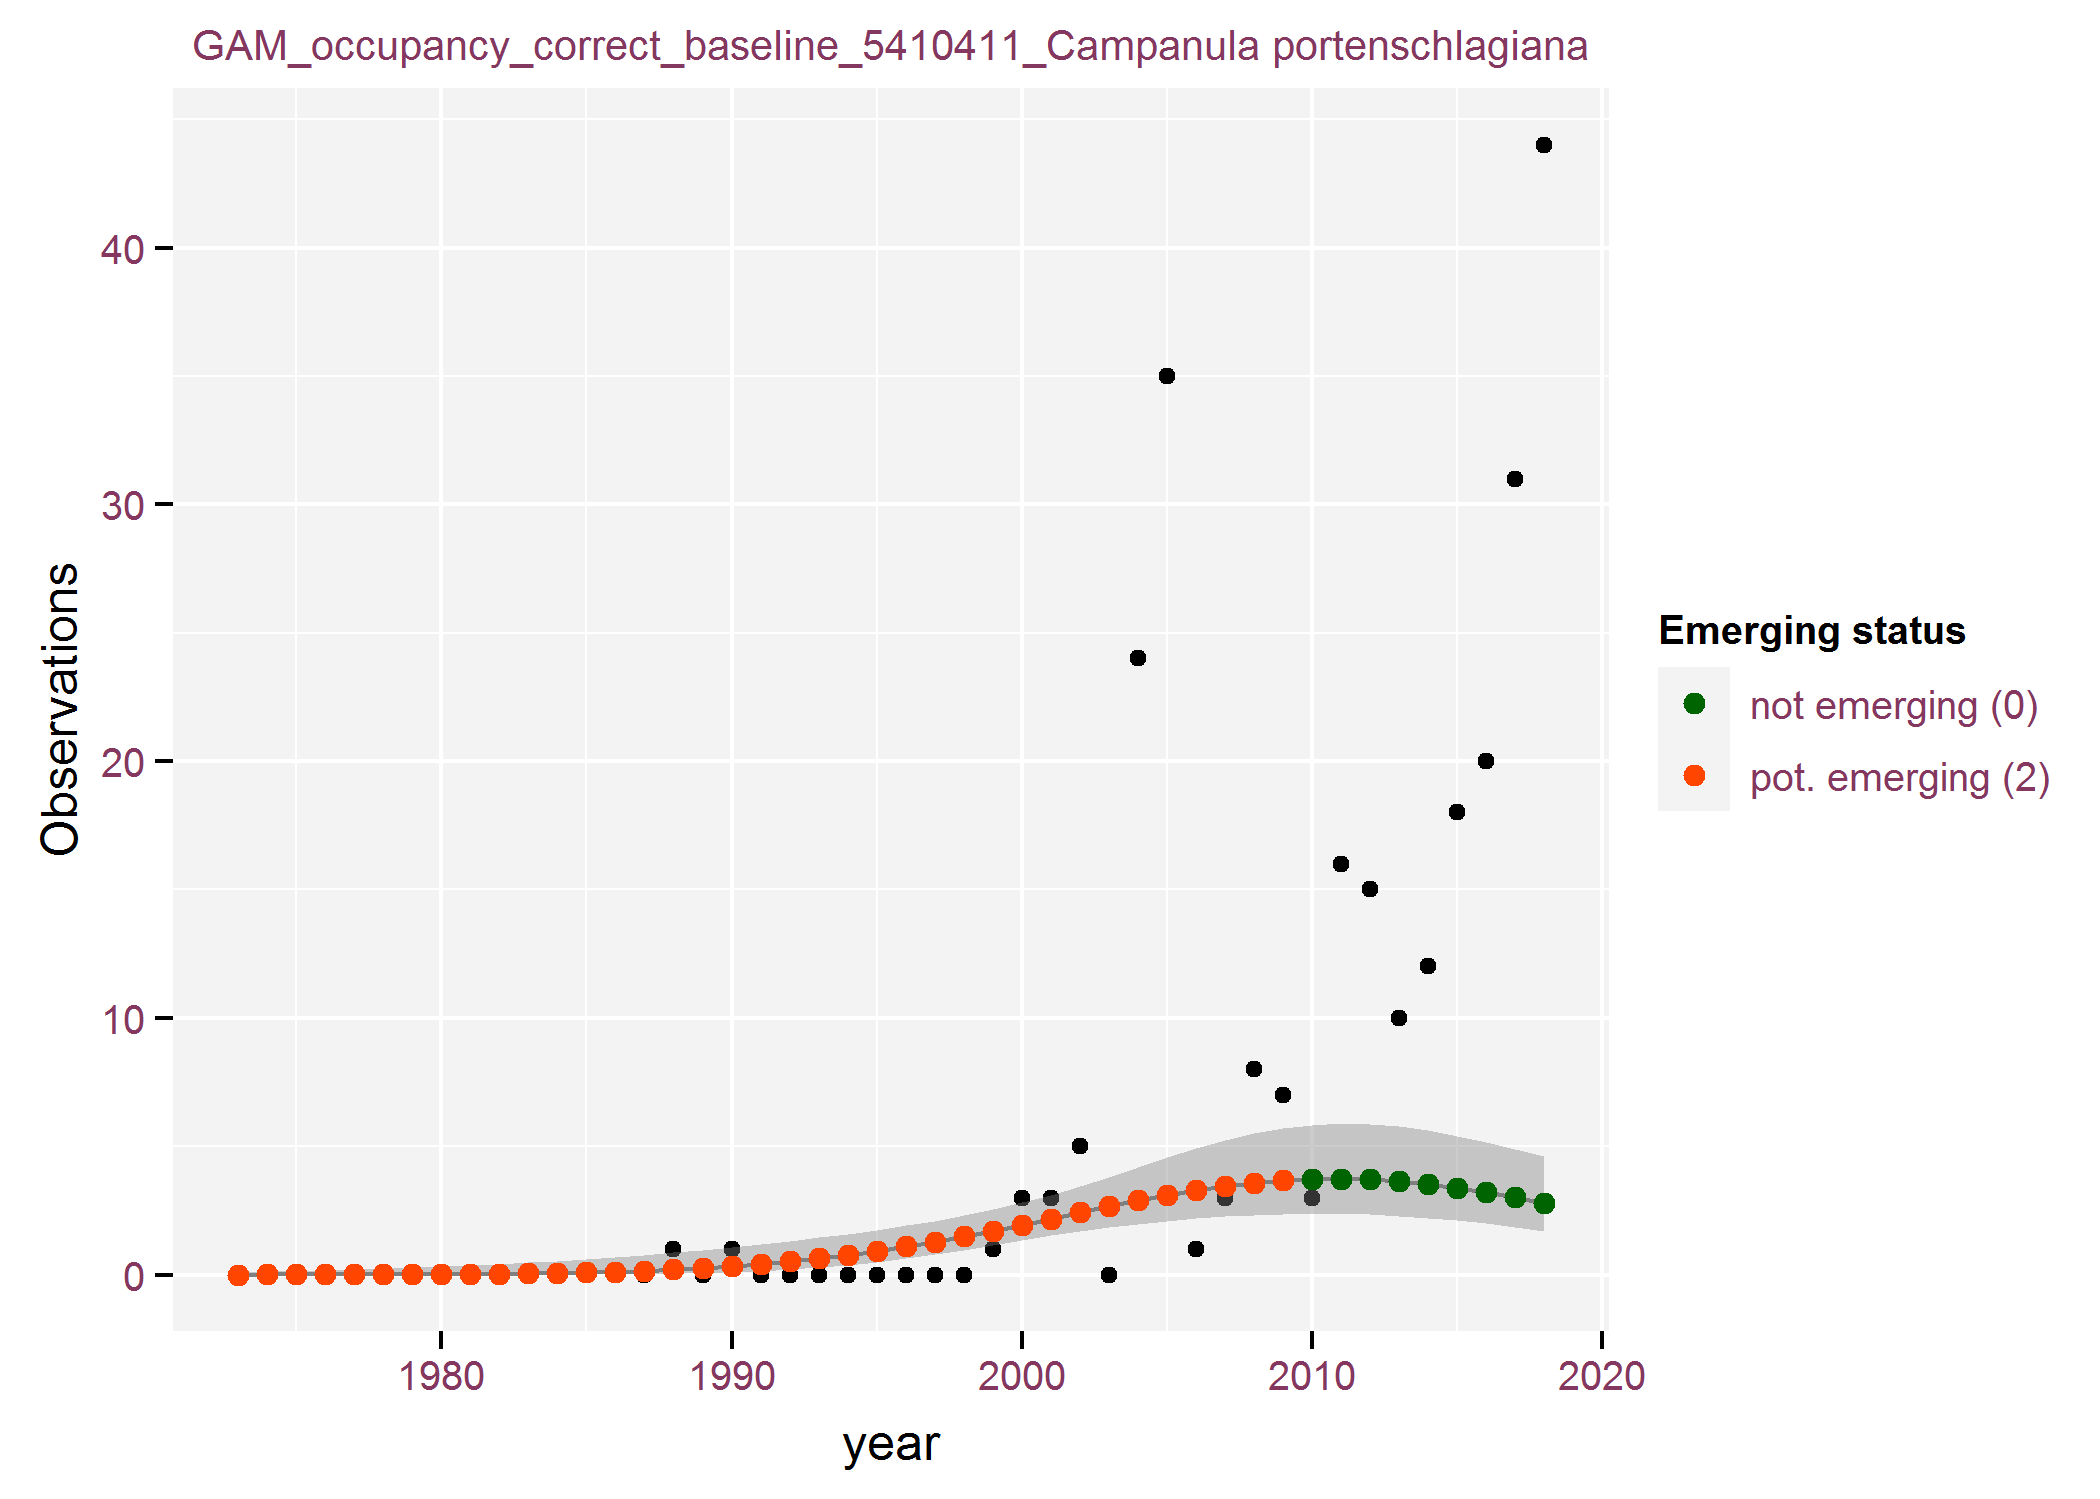 GAM_occupancy_correct_baseline_5410411_Campanula portenschlagiana
Observations
40
30
20
10
0
1980 1990 2000 2010 2020
year
Emerging status
not emerging (0)
pot. emerging (2)